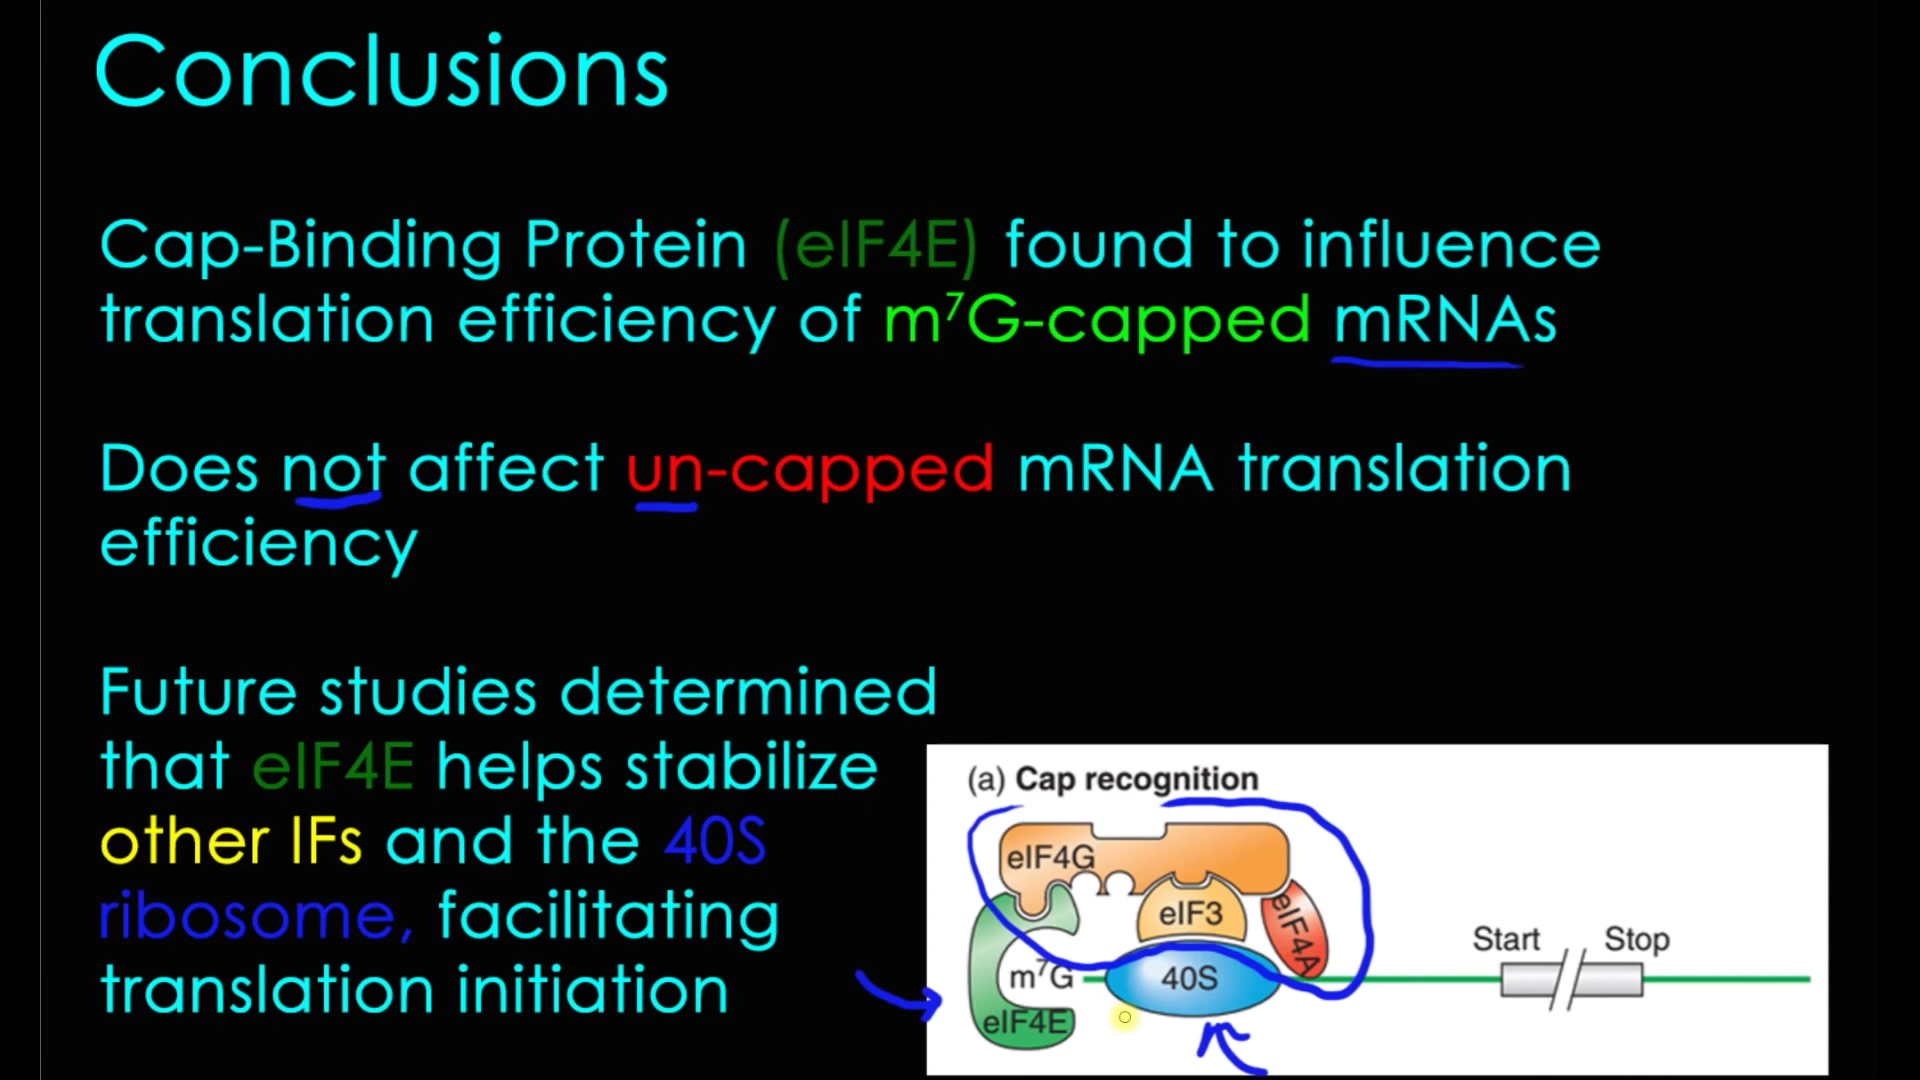 Conclusions
Cap-Binding Protein (eIF4E) found to influence
translation efficiency of m⁷G-capped mRNAs
Does not affect un-capped mRNA translation
efficiency
Future studies determined
that eIF4E helps stabilize
other IFs and the 40S
ribosome, facilitating
translation initiation
(a) Cap recognition
eIF4G
eIF3
eIF4A
m⁷G
40S
eIF4E
Start
Stop